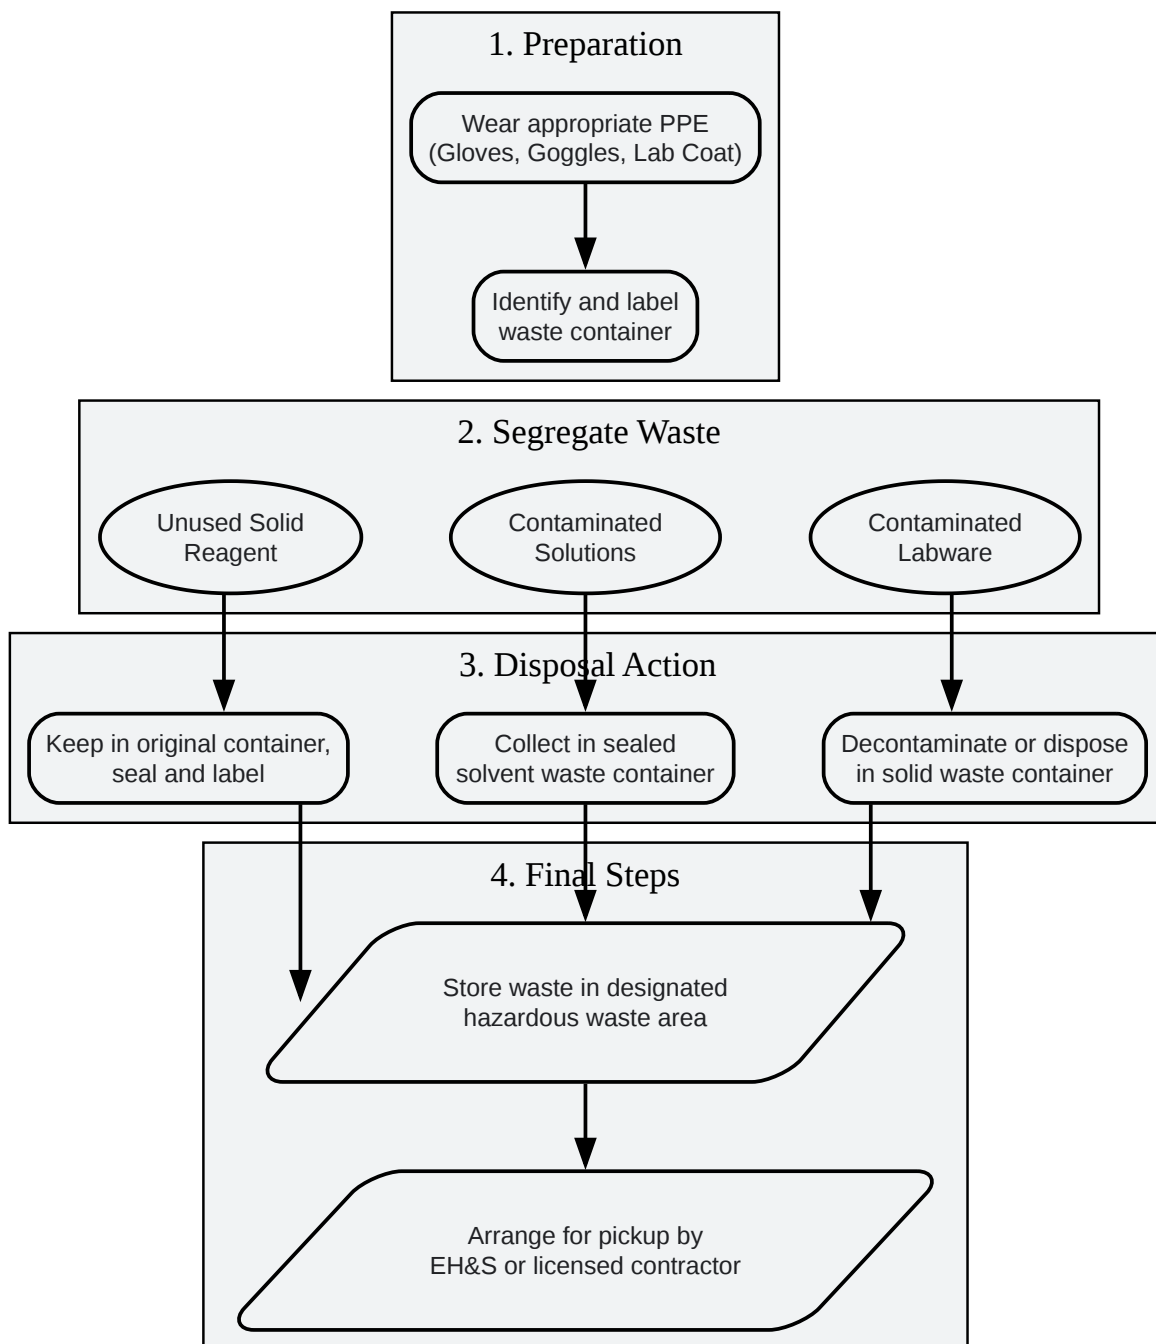 1. Preparation
Wear appropriate PPE
(Gloves, Goggles, Lab Coat)
Identify and label
waste container
2. Segregate Waste
Unused Solid
Reagent
Contaminated
Solutions
Contaminated
Labware
3. Disposal Action
Keep in original container,
seal and label
Collect in sealed
solvent waste container
Decontaminate or dispose
in solid waste container
4. Final Steps
Store waste in designated
hazardous waste area
Arrange for pickup by
EH&S or licensed contractor